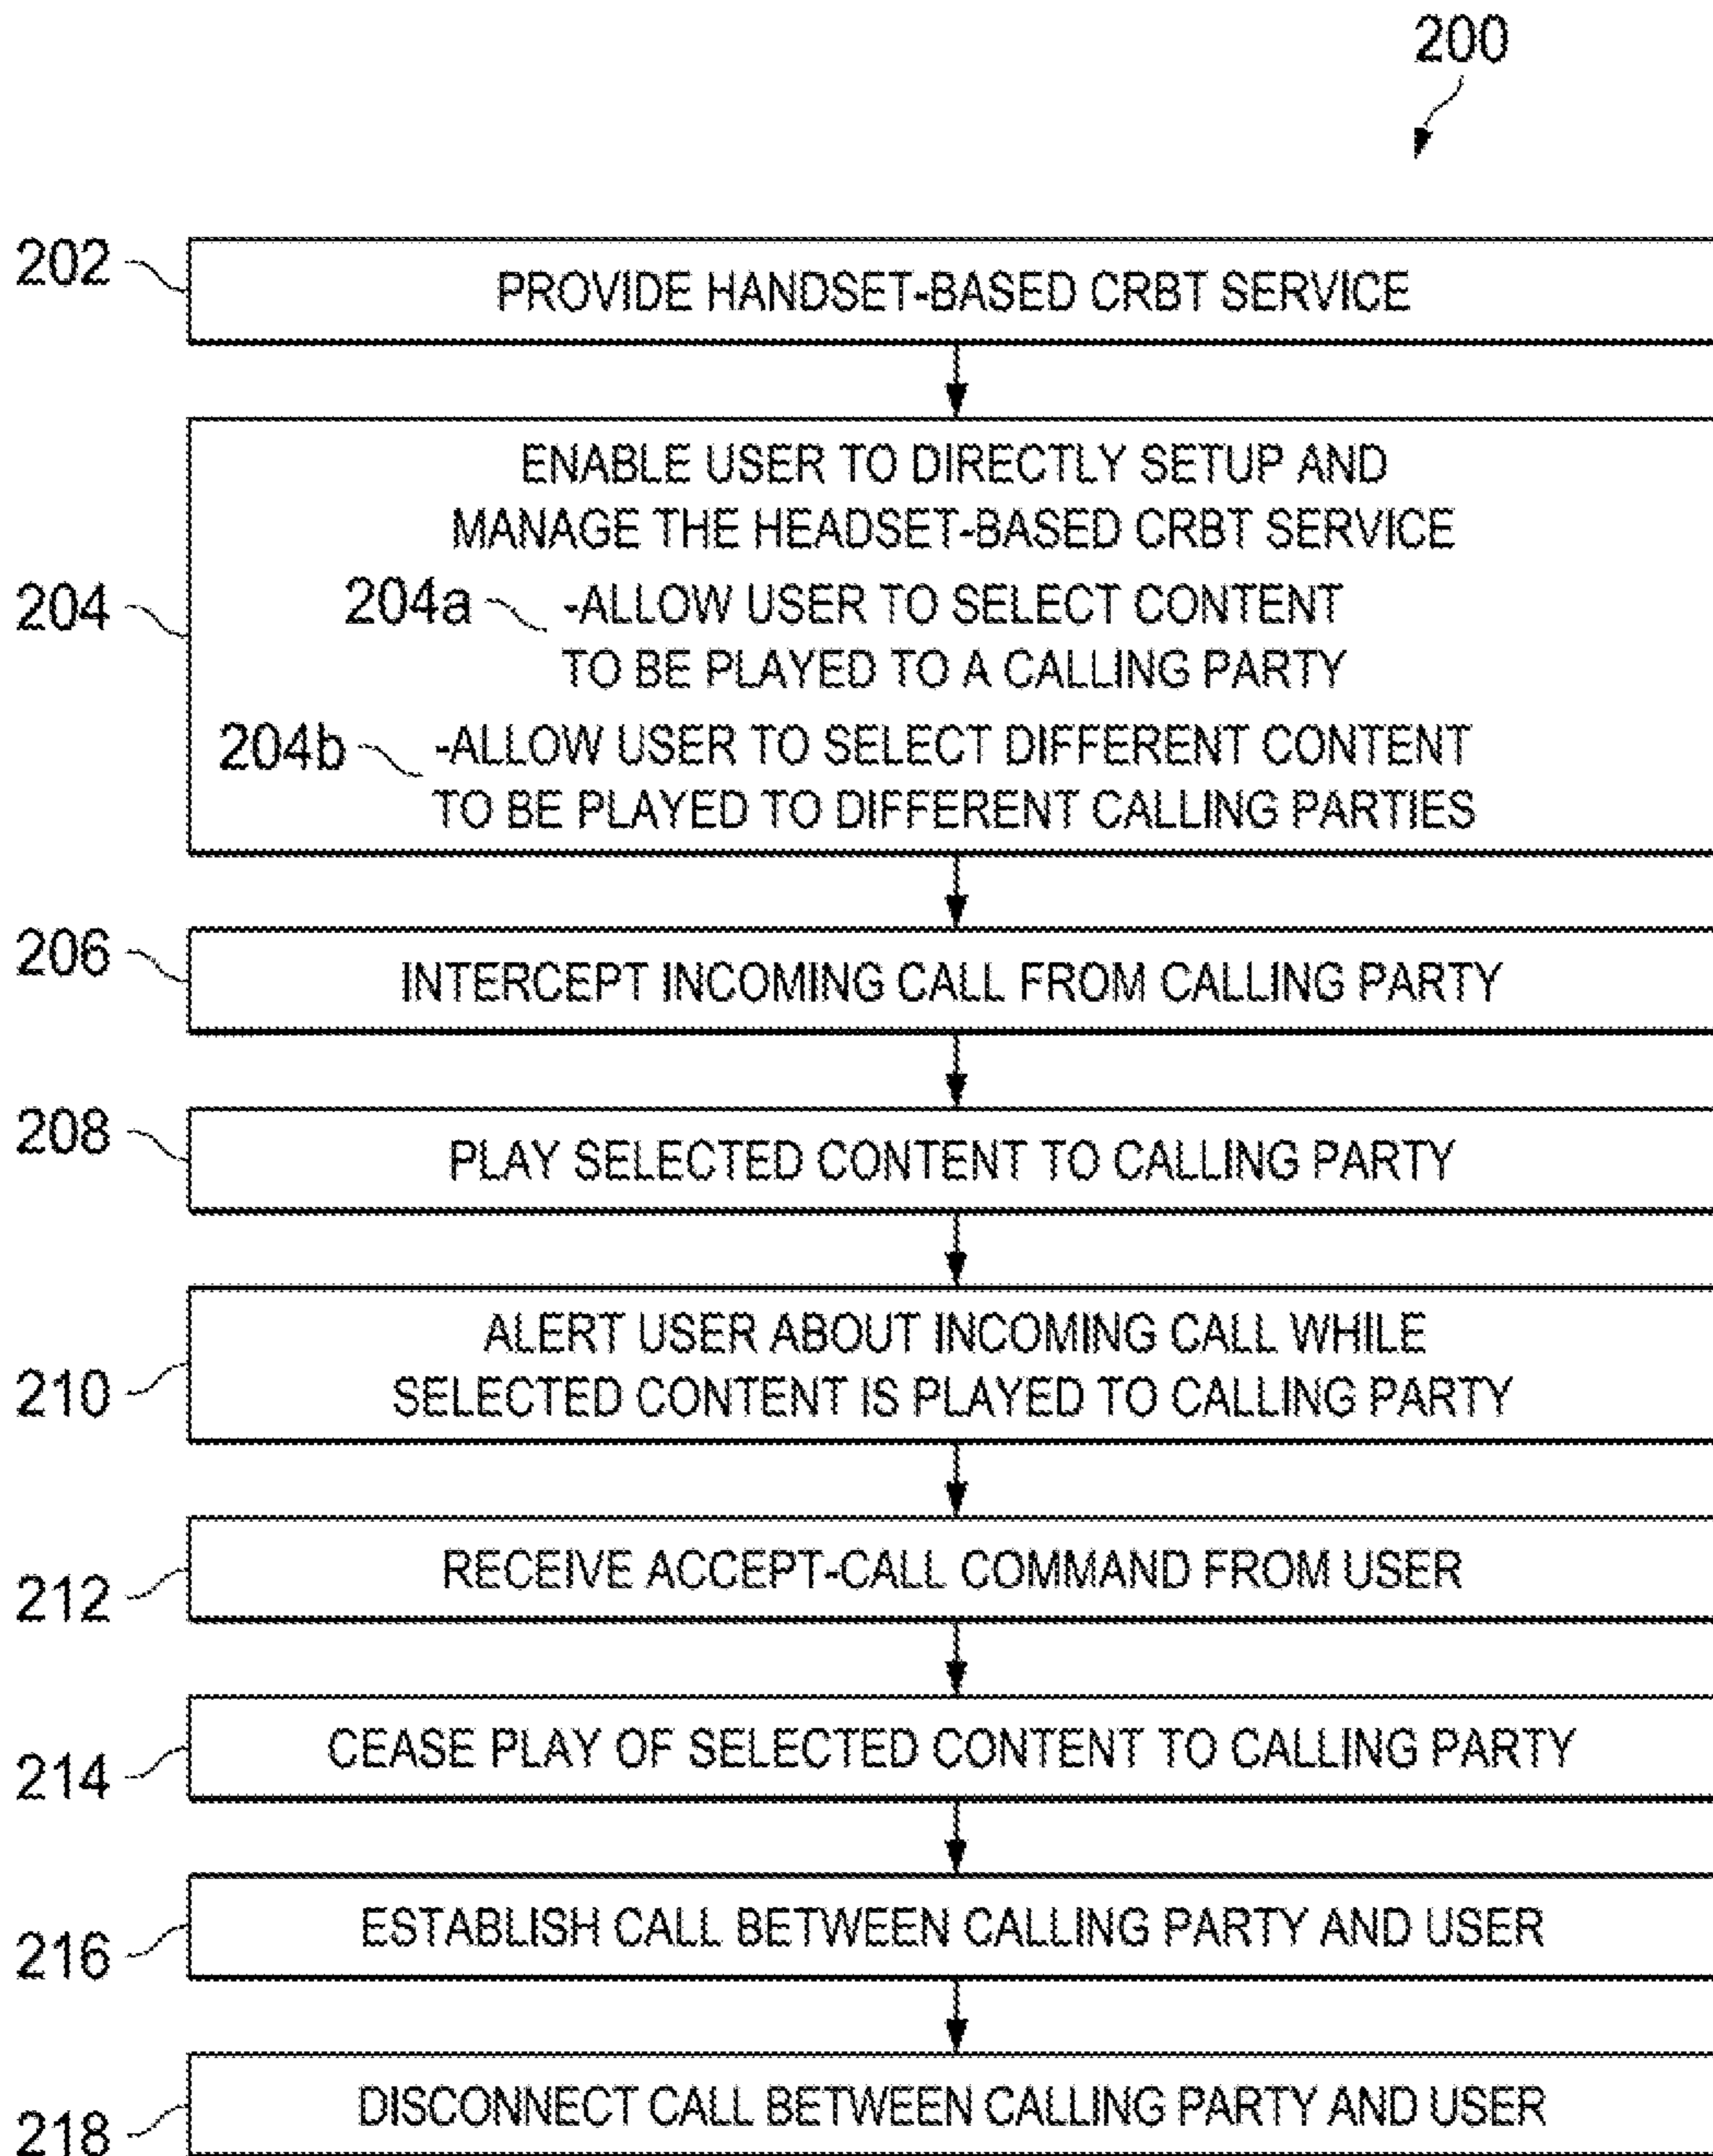 200
202
PROVIDE HANDSET-BASED CRBT SERVICE
204
ENABLE USER TO DIRECTLY SETUP AND
MANAGE THE HEADSET-BASED CRBT SERVICE
204a
-ALLOW USER TO SELECT CONTENT
TO BE PLAYED TO A CALLING PARTY
204b
-ALLOW USER TO SELECT DIFFERENT CONTENT
TO BE PLAYED TO DIFFERENT CALLING PARTIES
206
INTERCEPT INCOMING CALL FROM CALLING PARTY
208
PLAY SELECTED CONTENT TO CALLING PARTY
210
ALERT USER ABOUT INCOMING CALL WHILE
SELECTED CONTENT IS PLAYED TO CALLING PARTY
212
RECEIVE ACCEPT-CALL COMMAND FROM USER
214
CEASE PLAY OF SELECTED CONTENT TO CALLING PARTY
216
ESTABLISH CALL BETWEEN CALLING PARTY AND USER
218
DISCONNECT CALL BETWEEN CALLING PARTY AND USER